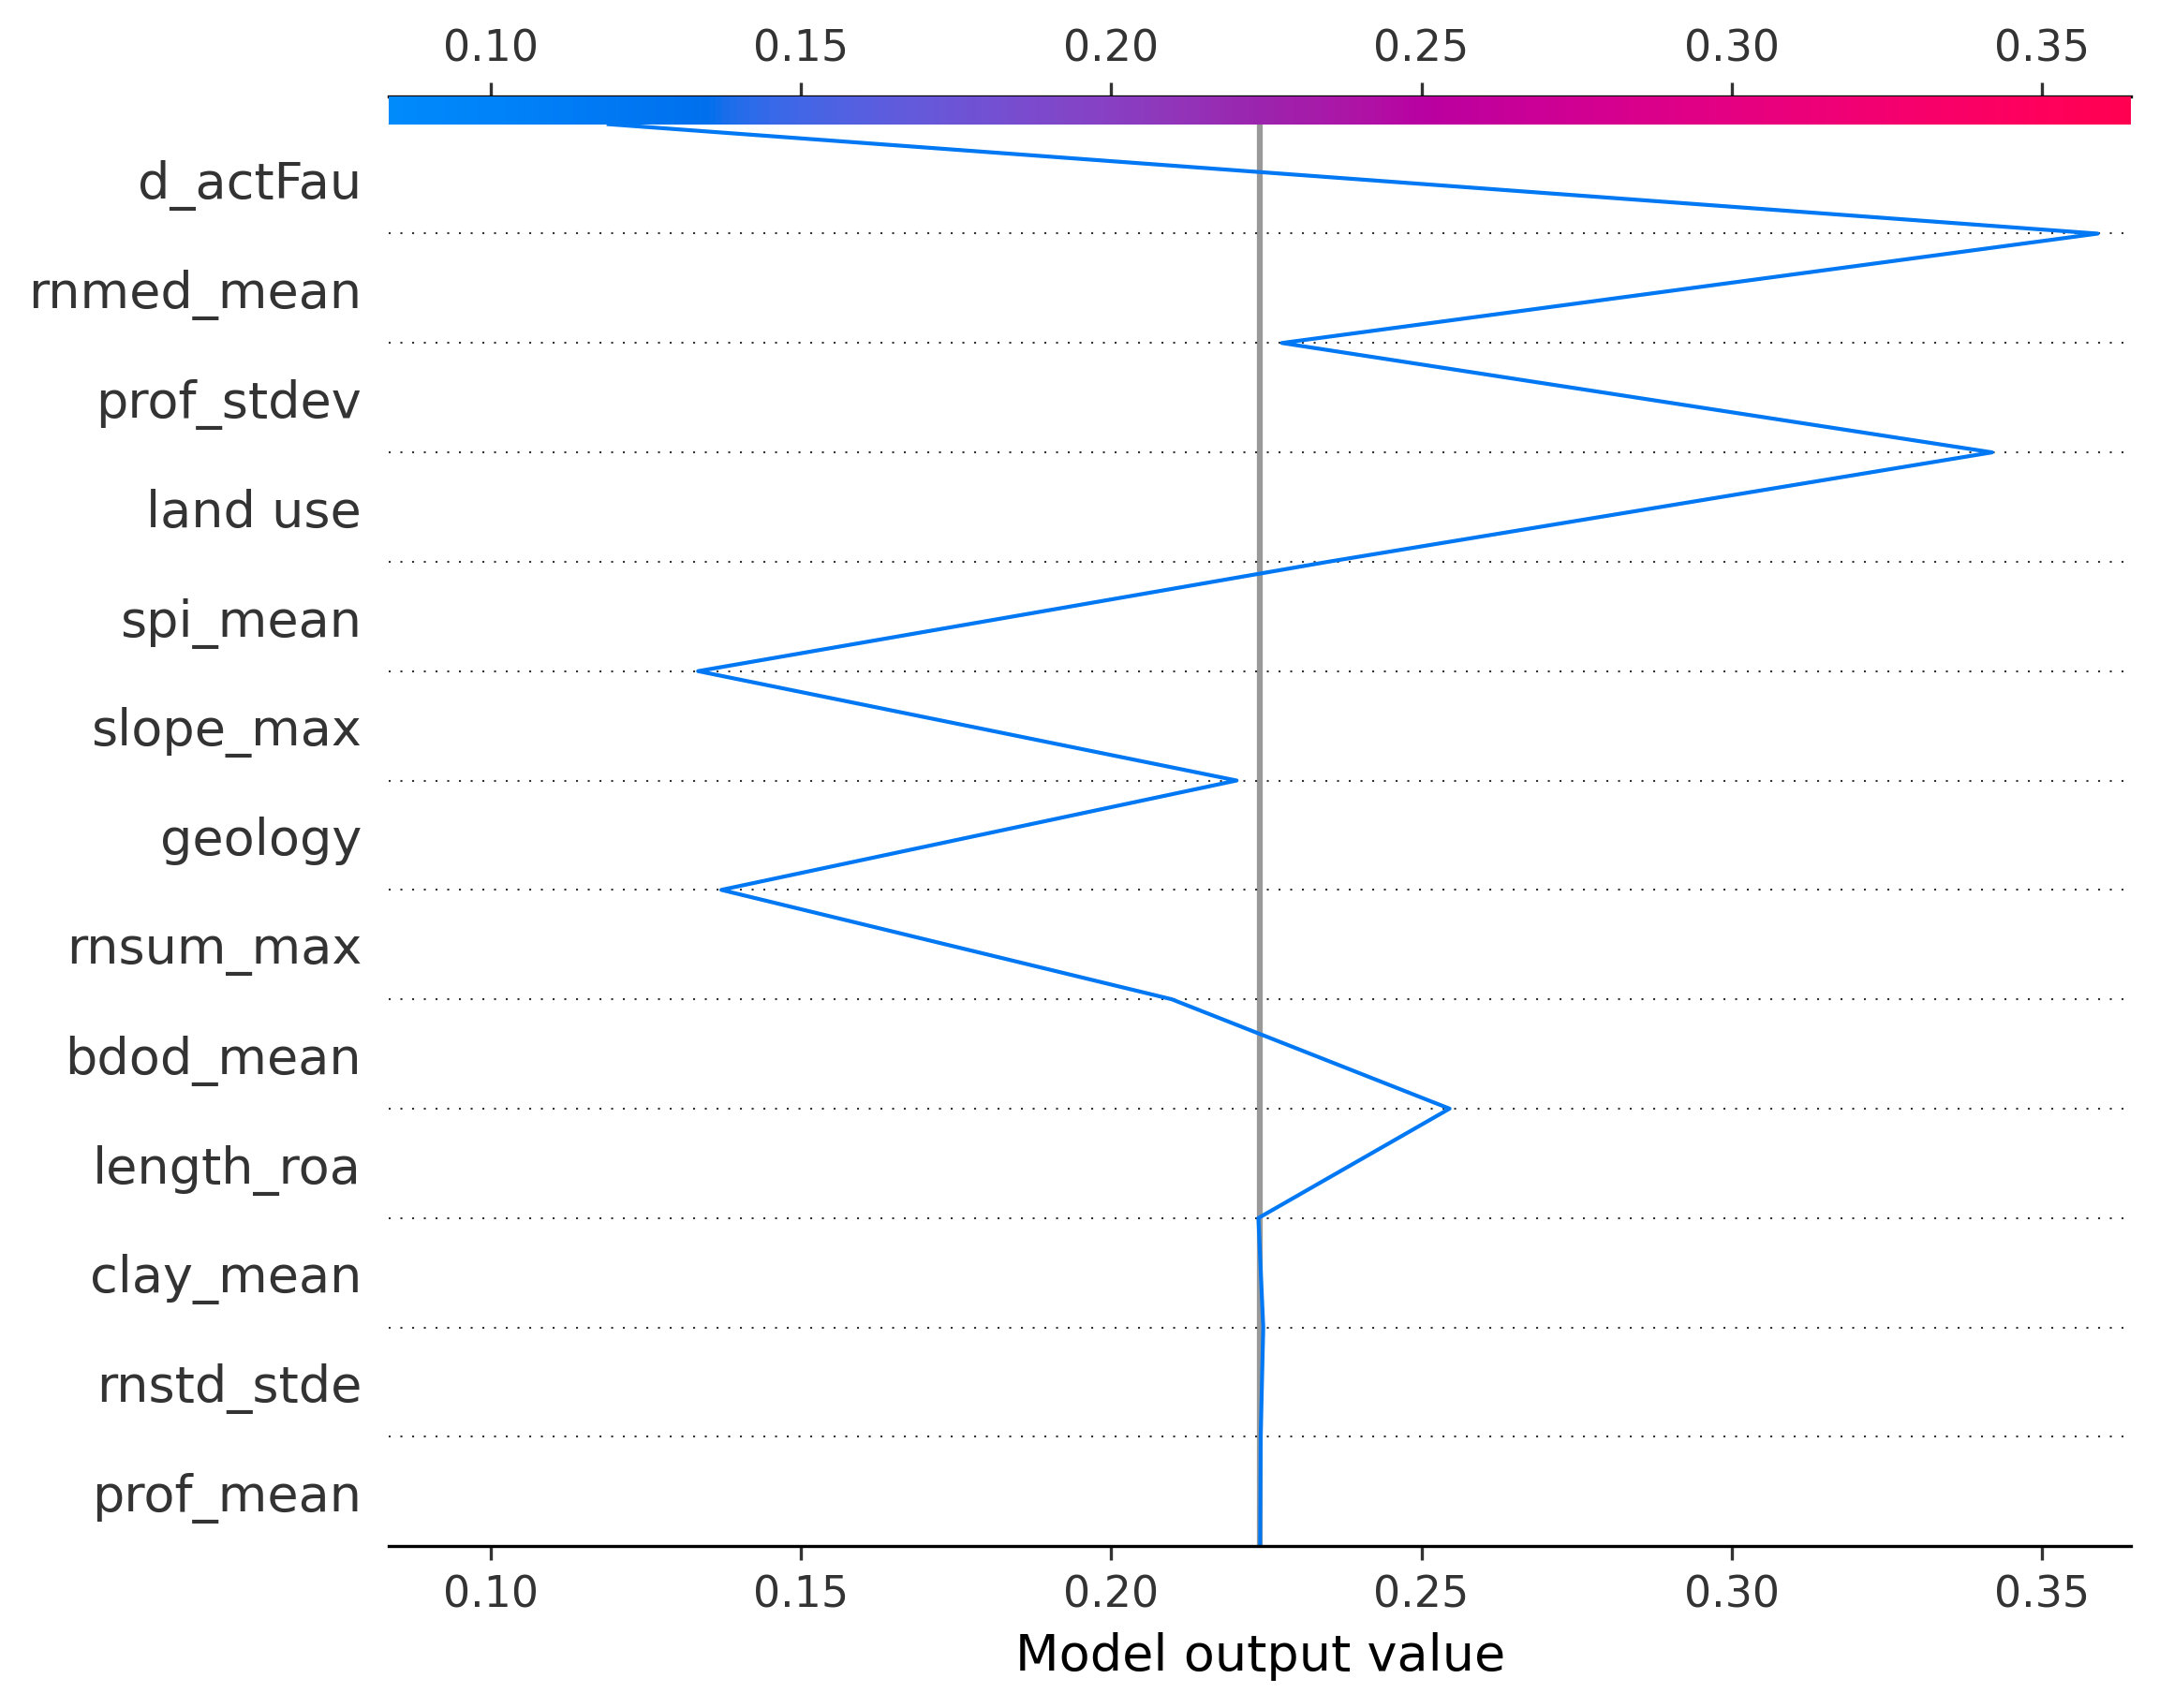 0.10 0.15 0.20 0.25 0.30 0.35
d_actFau
rnmed_mean
prof_stdev
land use
spi_mean
slope_max
geology
rnsum_max
bdod_mean
length_roa
clay_mean
rnstd_stde
prof_mean
0.10 0.15 0.20 0.25 0.30 0.35
Model output value